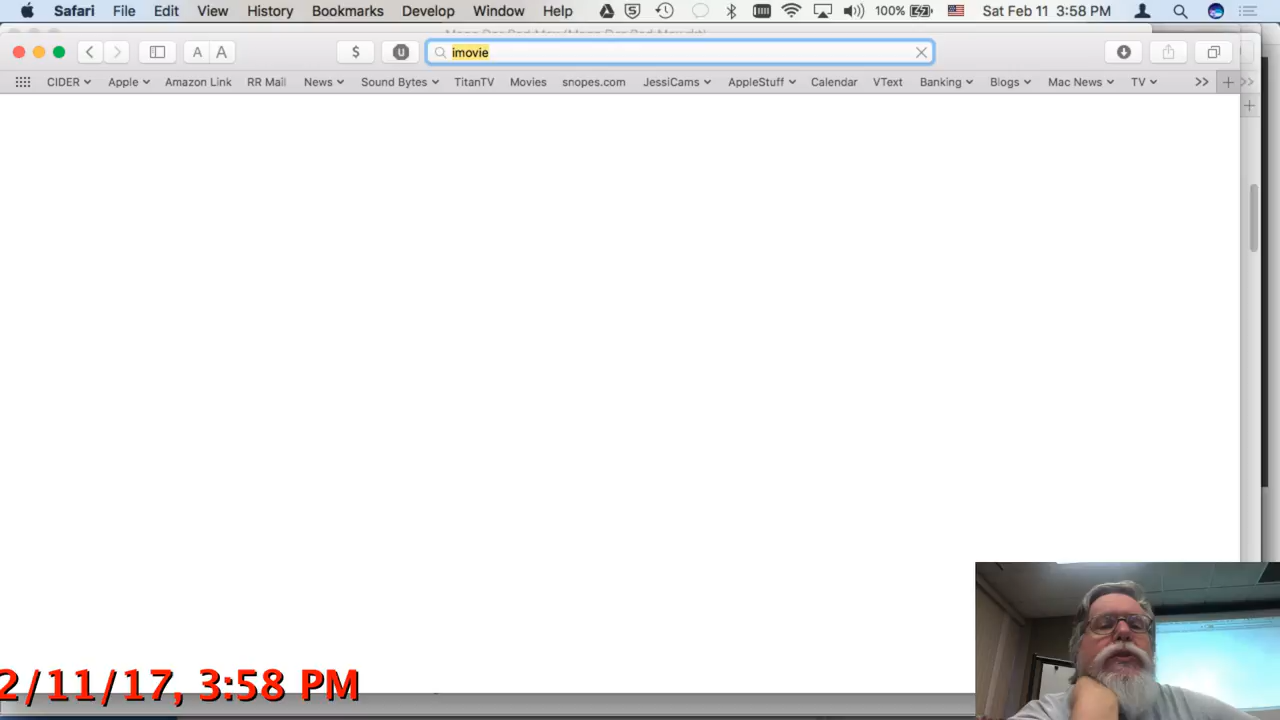 Safari File Edit View History Bookmarks Develop Window Help 100% Sat Feb 11 3:58 PM
A A $ u imovie
CIDER Apple Amazon Link RR Mail News Sound Bytes TitanTV Movies snopes.com JessiCams AppleStuff Calendar VText Banking Blogs Mac News TV >> + >>
+
2/11/17, 3:58 PM